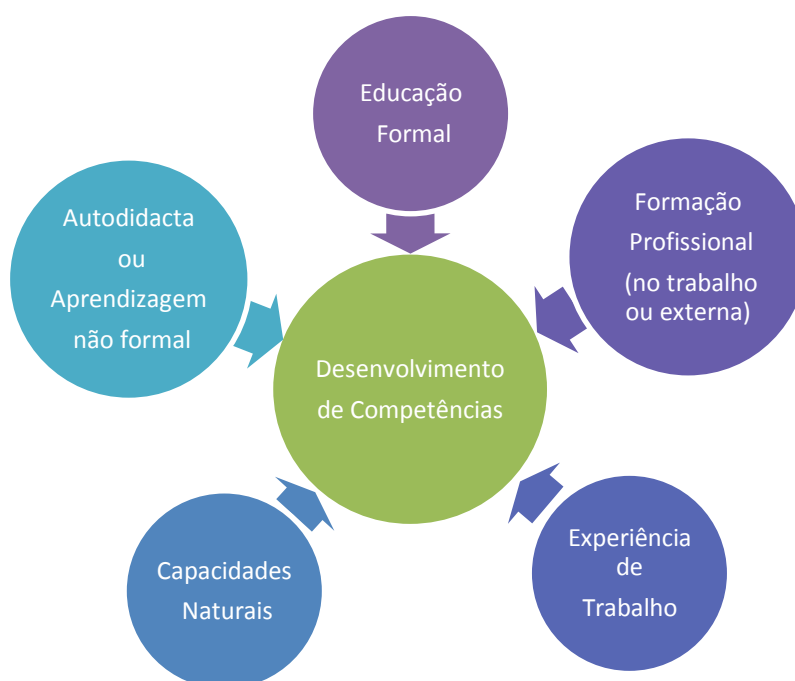 Educação
Formal
Formação
Profissional
(no trabalho
ou externa)
Autodidacta
ou
Aprendizagem
não formal
Desenvolvimento
de Competências
Capacidades
Naturais
Experiência
de
Trabalho